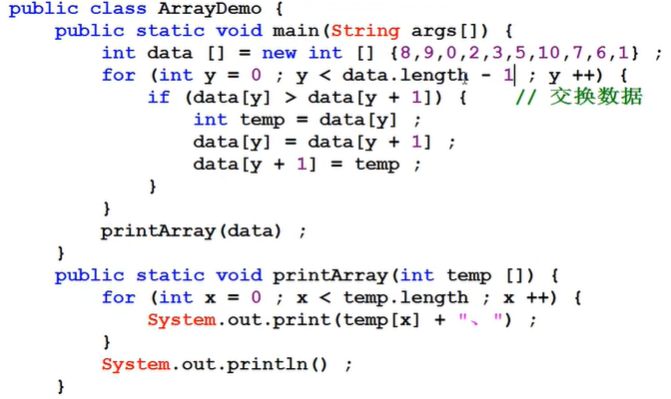 public class ArrayDemo {
    public static void main(String args[]) {
        int data [] = new int [] {8,9,0,2,3,5,10,7,6,1} ;
        for (int y = 0 ; y < data.length - 1 ; y ++) {
            if (data[y] > data[y + 1]) {    // 交换数据
                int temp = data[y] ;
                data[y] = data[y + 1] ;
                data[y + 1] = temp ;
            }
        }
        printArray(data) ;
    }
    public static void printArray(int temp []) {
        for (int x = 0 ; x < temp.length ; x ++) {
            System.out.print(temp[x] + "、") ;
        }
        System.out.println() ;
    }